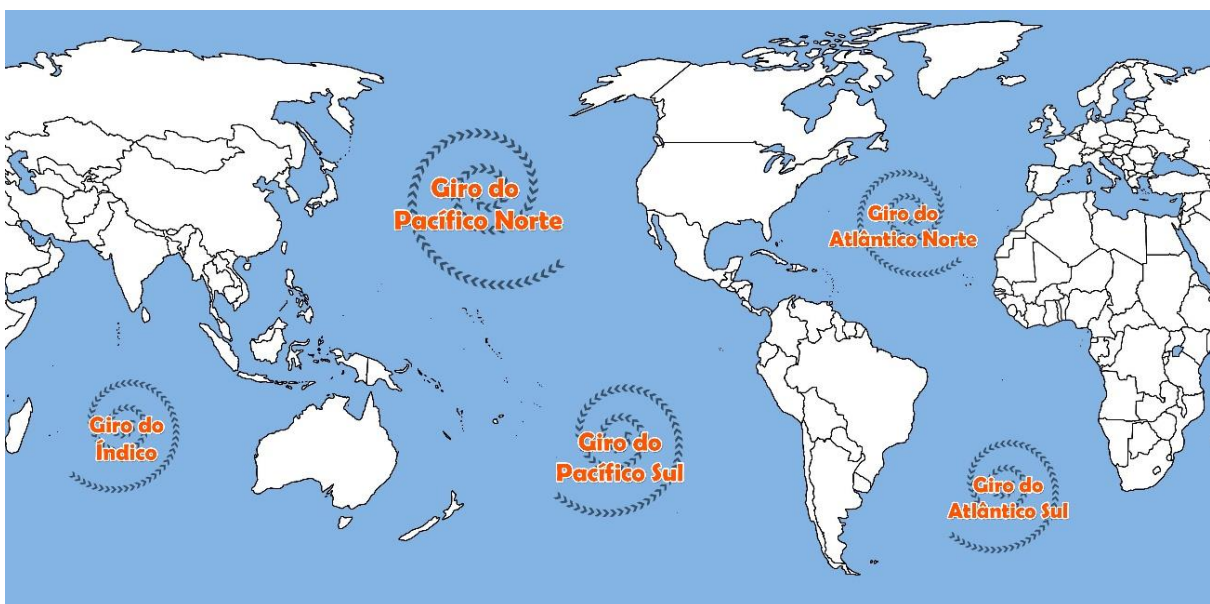 Giro do
Pacífico Norte
Giro do
Atlântico Norte
Giro do
Índico
Giro do
Pacífico Sul
Giro do
Atlântico Sul